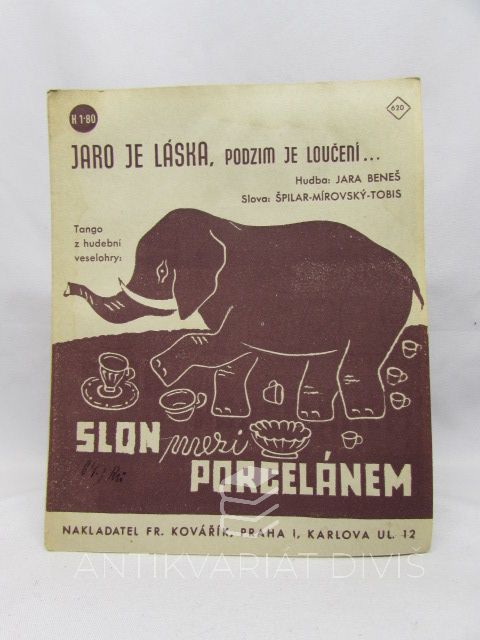 H 1·80
620
JARO JE LÁSKA, PODZIM JE LOUČENÍ...
Hudba: JARA BENEŠ
Slova: ŠPILAR-MÍROVSKÝ-TOBIS
Tango
z hudební
veselohry:
SLON mezi
PORCELÁNEM
NAKLADATEL FR. KOVÁŘÍK, PRAHA I, KARLOVA UL. 12
ANTIKVARIÁT DIVIŠ